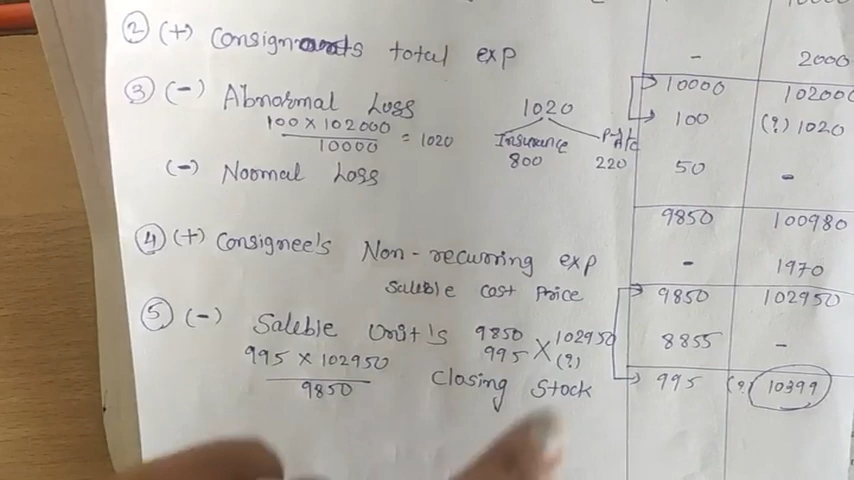 ② (+) Consignants total exp - 2000
10000 102000
③ (-) Abnormal Loss 1020 100 (?) 1020
100 X 102000 / 10000 = 1020 Insurance 800 P-L A/c 220
(-) Normal Loss 50 -
9850 100980
④ (+) Consignee's Non-recurring exp - 1970
Saleble Cost Price 9850 102950
⑤ (-) Saleble Unit's 9850 X 102950 8855 -
995 (?)
995 X 102950 / 9850 Closing Stock 995 (?) 10399